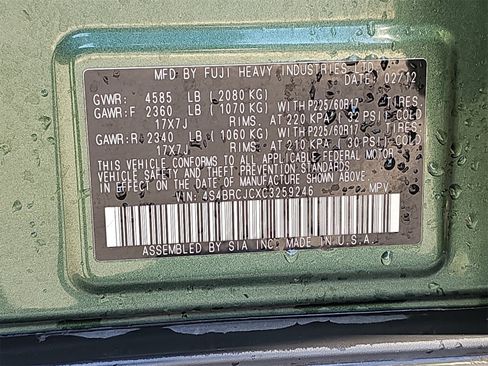 MFD BY FUJI HEAVY INDUSTRIES LTD.
DATE 02/12
GVWR: 4585 LB (2080 KG)
GAWR:F 2360 LB (1070 KG) WITH P225/60R17 TIRES,
17X7J RIMS, AT 220 KPA (32 PSI) COLD
GAWR:R 2340 LB (1060 KG) WITH P225/60R17 TIRES,
17X7J RIMS, AT 210 KPA (30 PSI) COLD
THIS VEHICLE CONFORMS TO ALL APPLICABLE FEDERAL MOTOR
VEHICLE SAFETY AND THEFT PREVENTION STANDARDS
IN EFFECT ON THE DATE OF MANUFACTURE SHOWN ABOVE.
VIN: 4S4BRCJCXC3259246 MPV
ASSEMBLED BY SIA INC. MADE IN U.S.A.